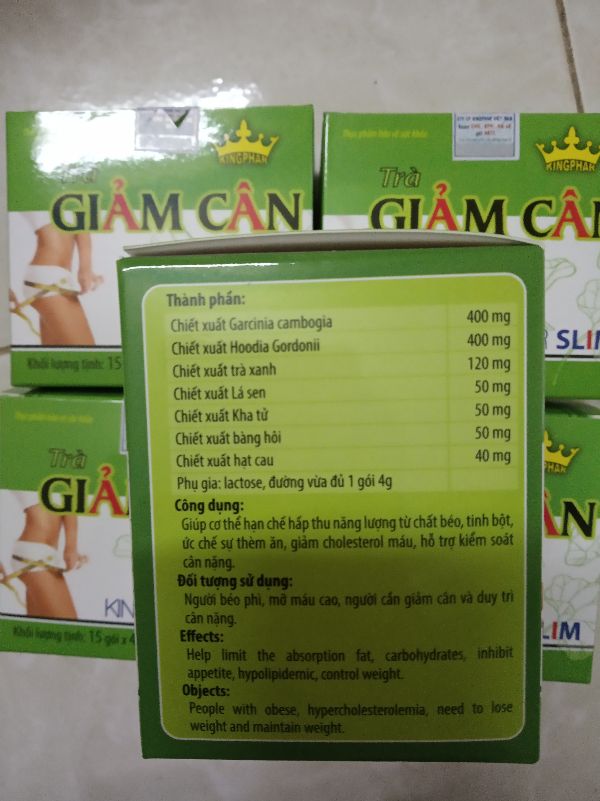 Thực phẩm bảo vệ sức khỏe
KINGPHAR
Trà
GIẢM CÂN
Khối lượng tịnh: 15
KINGPHAR
Trà
GIẢM CÂN
SLIM
Trà
GIẢ
KIN
Khối lượng tịnh: 15 gói x 4
PHAR
ÂN
LIM
Thành phần:
Chiết xuất Garcinia cambogia 400 mg
Chiết xuất Hoodia Gordonii 400 mg
Chiết xuất trà xanh 120 mg
Chiết xuất Lá sen 50 mg
Chiết xuất Kha tử 50 mg
Chiết xuất bàng hôi 50 mg
Chiết xuất hạt cau 40 mg
Phụ gia: lactose, đường vừa đủ 1 gói 4g
Công dụng:
Giúp cơ thể hạn chế hấp thu năng lượng từ chất béo, tinh bột,
ức chế sự thèm ăn, giảm cholesterol máu, hỗ trợ kiểm soát
cân nặng.
Đối tượng sử dụng:
Người béo phì, mỡ máu cao, người cần giảm cân và duy trì
cân nặng.
Effects:
Help limit the absorption fat, carbohydrates, inhibit
appetite, hypolipidemic, control weight.
Objects:
People with obese, hypercholesterolemia, need to lose
weight and maintain weight.